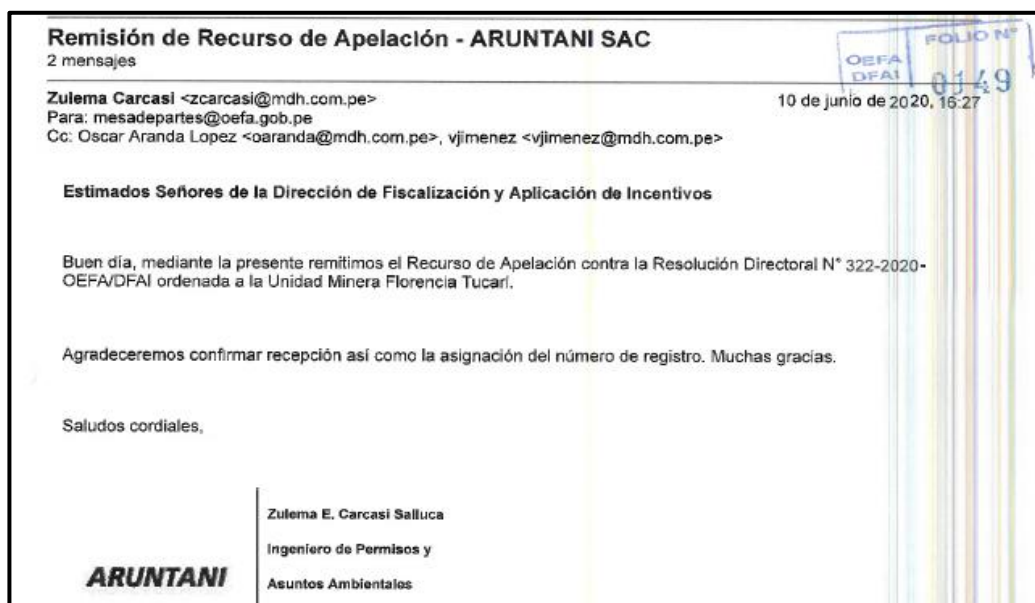 Remisión de Recurso de Apelación - ARUNTANI SAC
2 mensajes
OEFA
DFAI
FOLIO N°
0149
Zulema Carcasi <zcarcasi@mdh.com.pe>
10 de junio de 2020, 16:27
Para: mesadepartes@oefa.gob.pe
Cc: Oscar Aranda Lopez <oaranda@mdh.com.pe>, vjimenez <vjimenez@mdh.com.pe>
Estimados Señores de la Dirección de Fiscalización y Aplicación de Incentivos
Buen día, mediante la presente remitimos el Recurso de Apelación contra la Resolución Directoral N° 322-2020-
OEFA/DFAI ordenada a la Unidad Minera Florencia Tucari.
Agradeceremos confirmar recepción así como la asignación del número de registro. Muchas gracias.
Saludos cordiales,
Zulema E. Carcasi Salluca
Ingeniero de Permisos y
ARUNTANI
Asuntos Ambientales